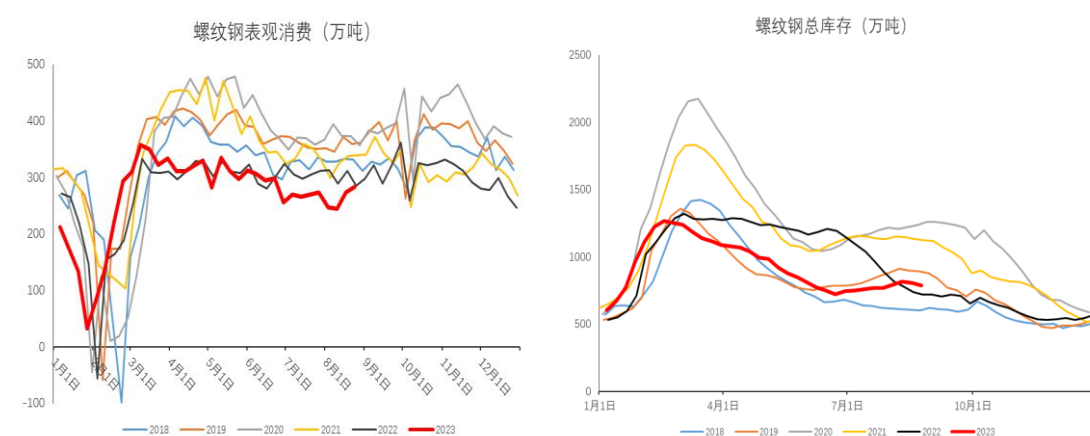 螺纹钢表观消费（万吨）
500
400
300
200
100
0
-100
1月1日
2月1日
3月1日
4月1日
5月1日
6月1日
7月1日
8月1日
9月1日
10月1日
11月1日
12月1日
2018 2019 2020 2021 2022 2023
螺纹钢总库存（万吨）
2500
2000
1500
1000
500
0
1月1日 4月1日 7月1日 10月1日
2018 2019 2020 2021 2022 2023